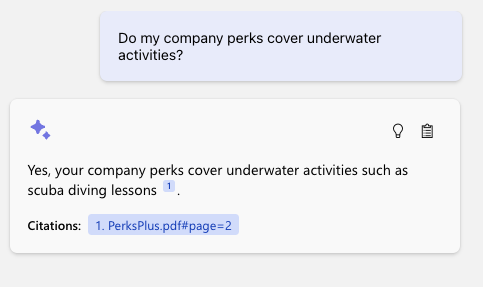 Do my company perks cover underwater
activities?
Yes, your company perks cover underwater activities such as
scuba diving lessons 1 .
Citations: 1. PerksPlus.pdf#page=2